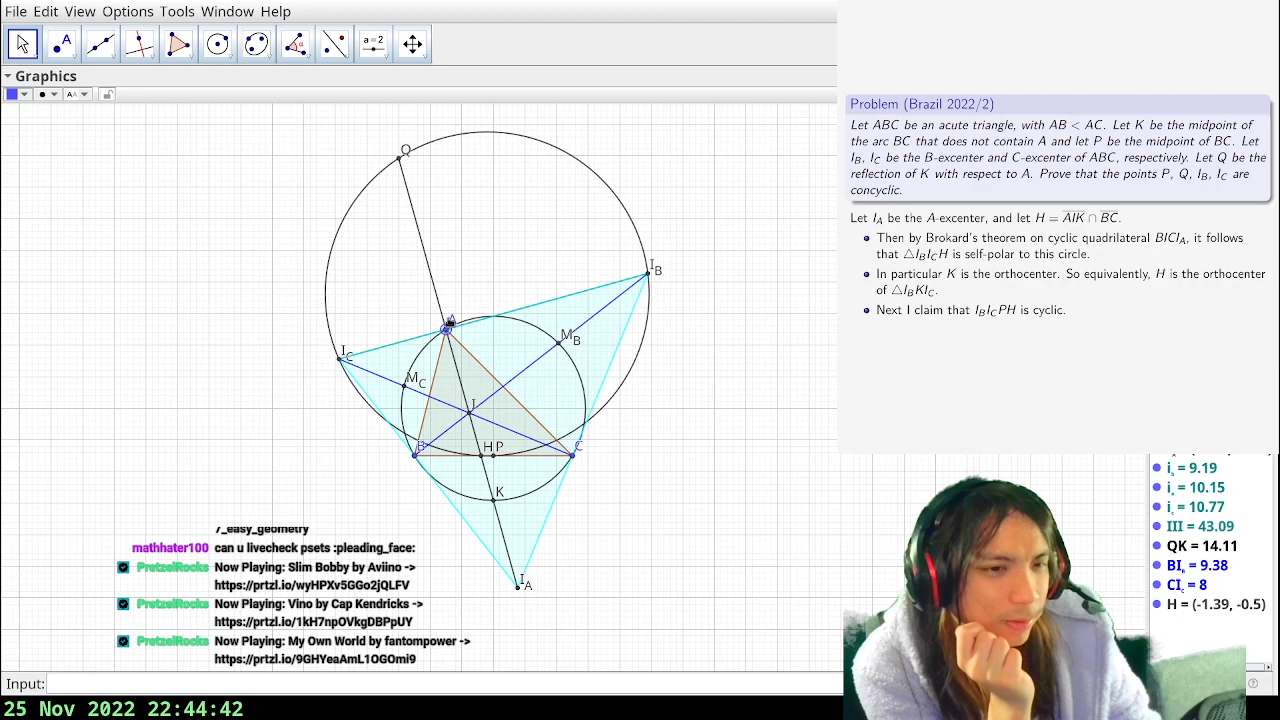 File Edit View Options Tools Window Help
a = 2
Graphics
Q
I_B
A
I_C
M_B
M_C
I
B
H P
C
K
I_A
Problem (Brazil 2022/2)
Let ABC be an acute triangle, with AB < AC. Let K be the midpoint of
the arc BC that does not contain A and let P be the midpoint of BC. Let
I_B, I_C be the B-excenter and C-excenter of ABC, respectively. Let Q be the
reflection of K with respect to A. Prove that the points P, Q, I_B, I_C are
concyclic.
Let I_A be the A-excenter, and let H = AIK ∩ BC.
Then by Brokard's theorem on cyclic quadrilateral BICI_A, it follows
that △I_BI_CH is self-polar to this circle.
In particular K is the orthocenter. So equivalently, H is the orthocenter
of △I_BKI_C.
Next I claim that I_BI_CPH is cyclic.
= 9.19
= 10.15
= 10.77
III = 43.09
QK = 14.11
= 9.38
= 8
H = (-1.39, -0.5)
7_easy_geometry
mathhater100 can u livecheck psets :pleading_face:
PretzelRocks Now Playing: Slim Bobby by Aviino ->
https://prtzl.io/wyHPXv5GGo2jQLFV
PretzelRocks Now Playing: Vino by Cap Kendricks ->
https://prtzl.io/1kH7npOVkgDBPpUY
PretzelRocks Now Playing: My Own World by fantompower ->
https://prtzl.io/9GHYeaAmL1OGOmi9
Input:
25 Nov 2022 22:44:42